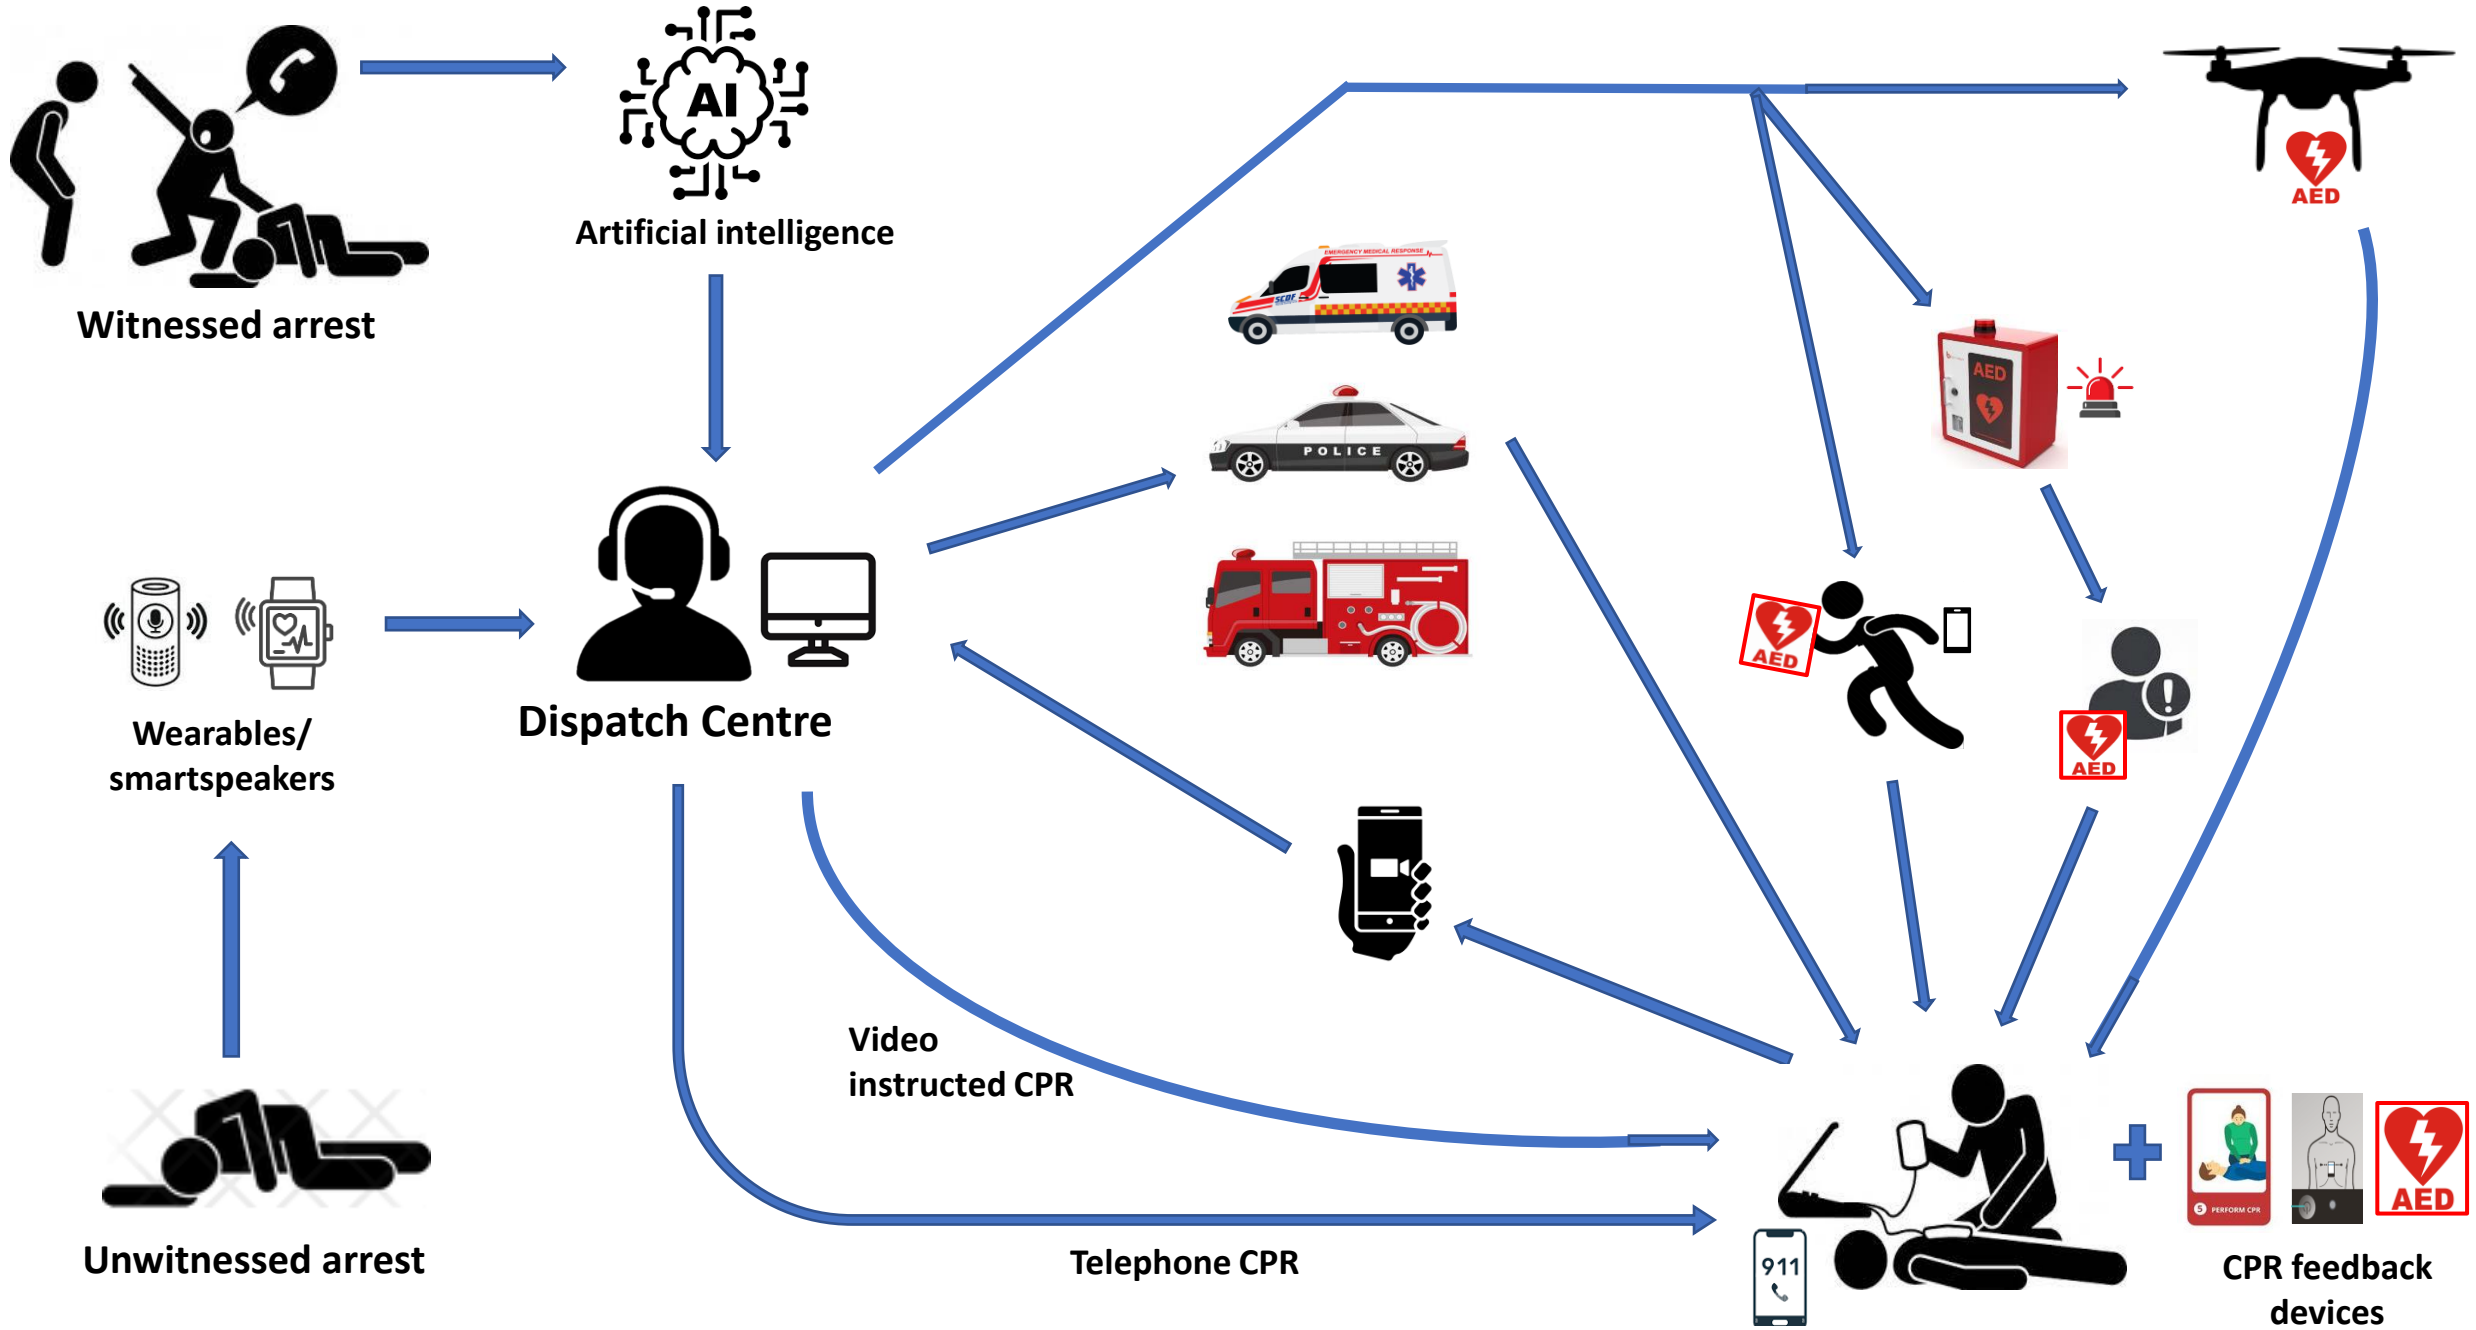 AI
Artificial intelligence
Witnessed arrest
AED
EMERGENCY MEDICAL RESPONSE
SCDF
AED
POLICE
Dispatch Centre
Wearables/
smartspeakers
AED
AED
Video
instructed CPR
Telephone CPR
Unwitnessed arrest
911
5 PERFORM CPR
AED
CPR feedback
devices